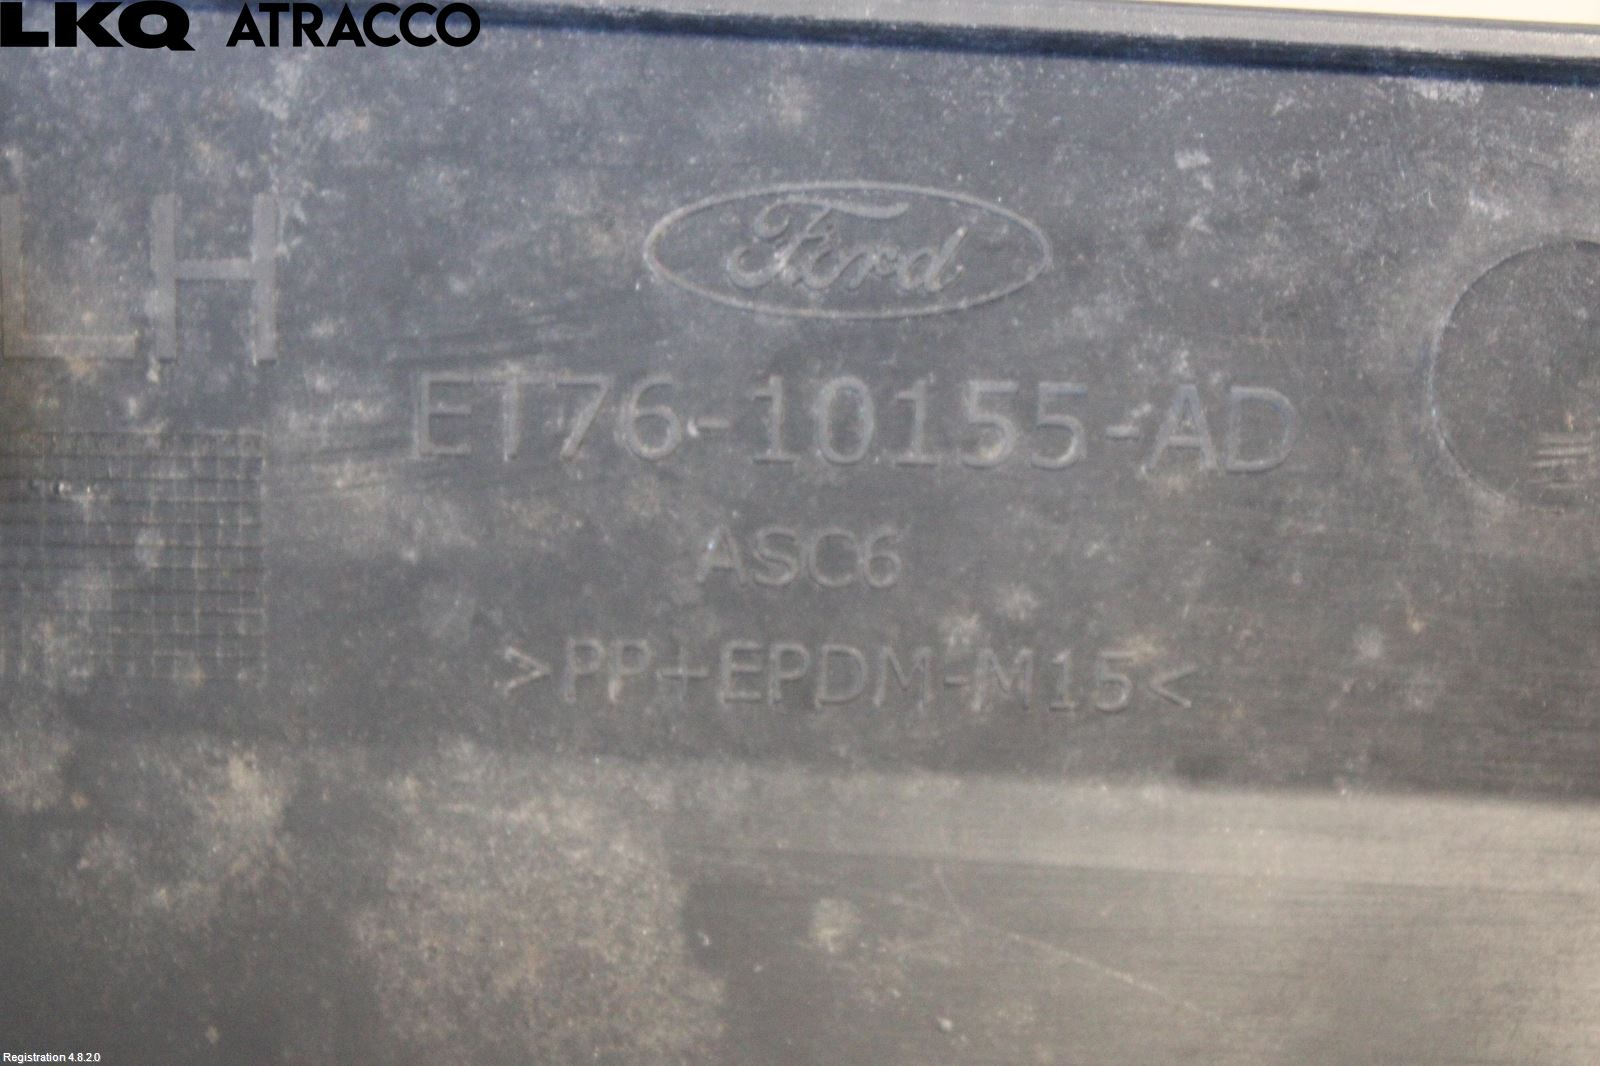 LKQ ATRACCO
LH
Ford
ET76-10155-AD
ASC6
>PP+EPDM-M15<
Registration 4.8.2.0